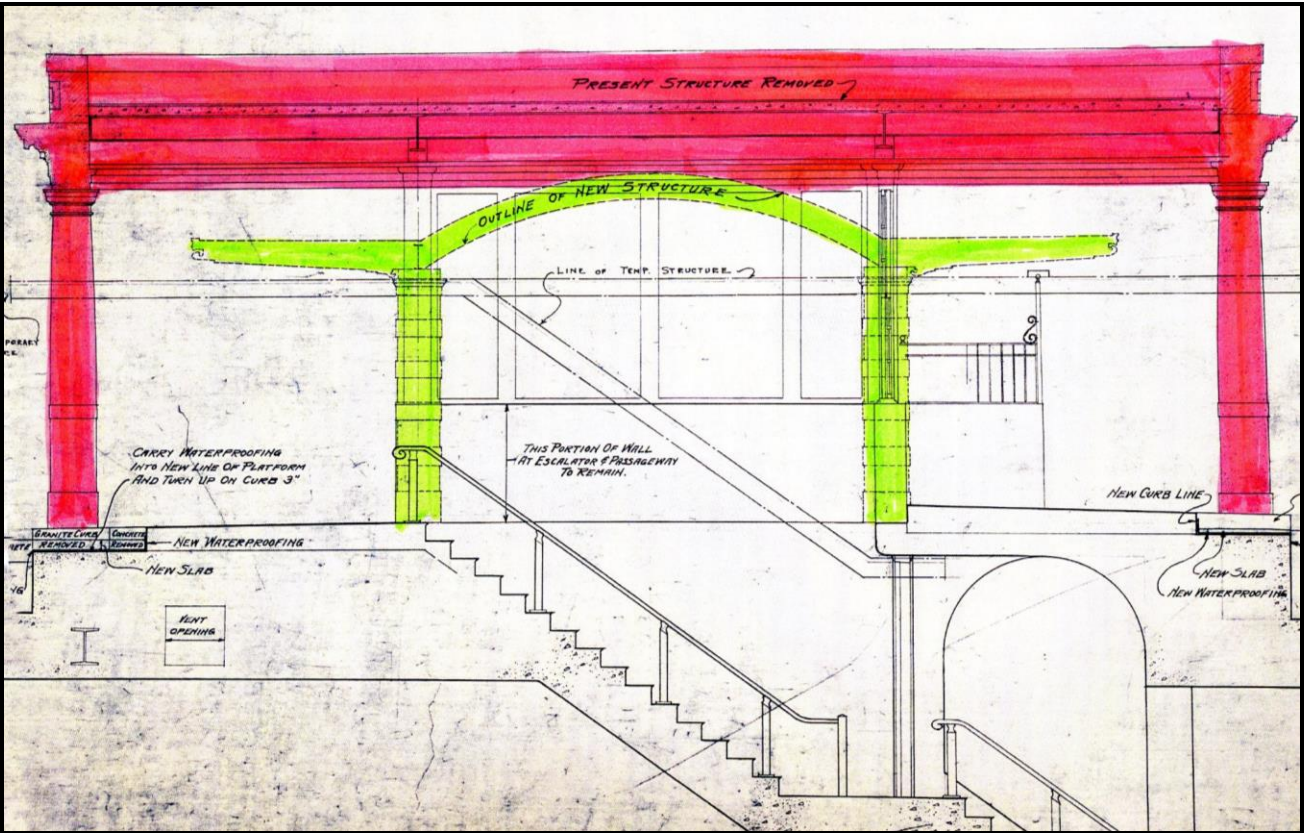 PRESENT STRUCTURE REMOVED
OUTLINE OF NEW STRUCTURE
LINE OF TEMP. STRUCTURE
PORARY
CARRY WATERPROOFING
INTO NEW LINE OF PLATFORM
AND TURN UP ON CURB 3"
THIS PORTION OF WALL
AT ESCALATOR & PASSAGEWAY
TO REMAIN.
NEW CURB LINE
GRANITE CURB
REMOVED
CONCRETE
REMOVED
NEW WATERPROOFING
NEW SLAB
NEW SLAB
NEW WATERPROOFING
VENT
OPENING